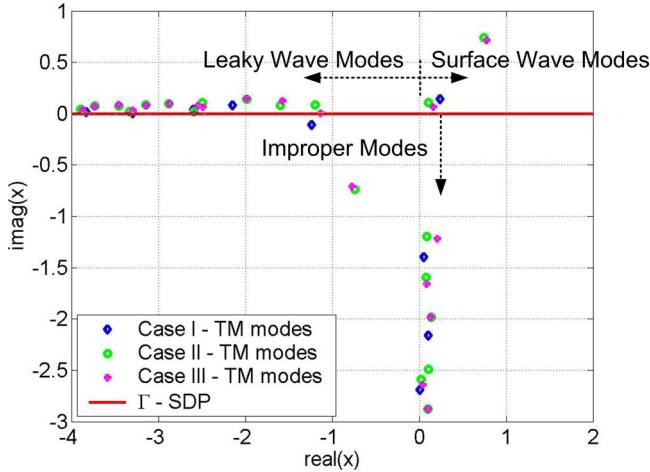 1
Leaky Wave Modes
Surface Wave Modes
0.5
0
Improper Modes
-0.5
-1
imag(x)
-1.5
-2
Case I - TM modes
Case II - TM modes
Case III - TM modes
Γ - SDP
-2.5
-3
-4 -3 -2 -1 0 1 2
real(x)